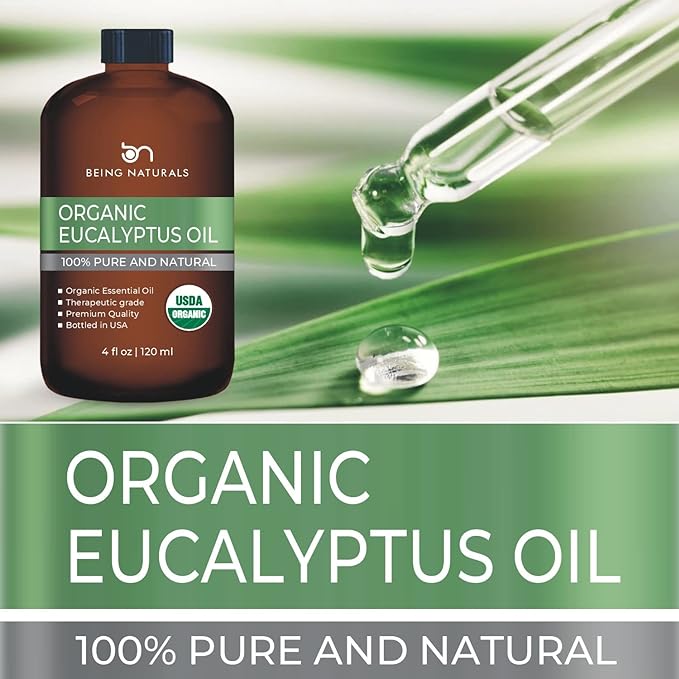 BEING NATURALS
ORGANIC
EUCALYPTUS OIL
100% PURE AND NATURAL
■ Organic Essential Oil
■ Therapeutic grade
■ Premium Quality
■ Bottled in USA
USDA
ORGANIC
4 fl oz | 120 ml
ORGANIC
EUCALYPTUS OIL
100% PURE AND NATURAL